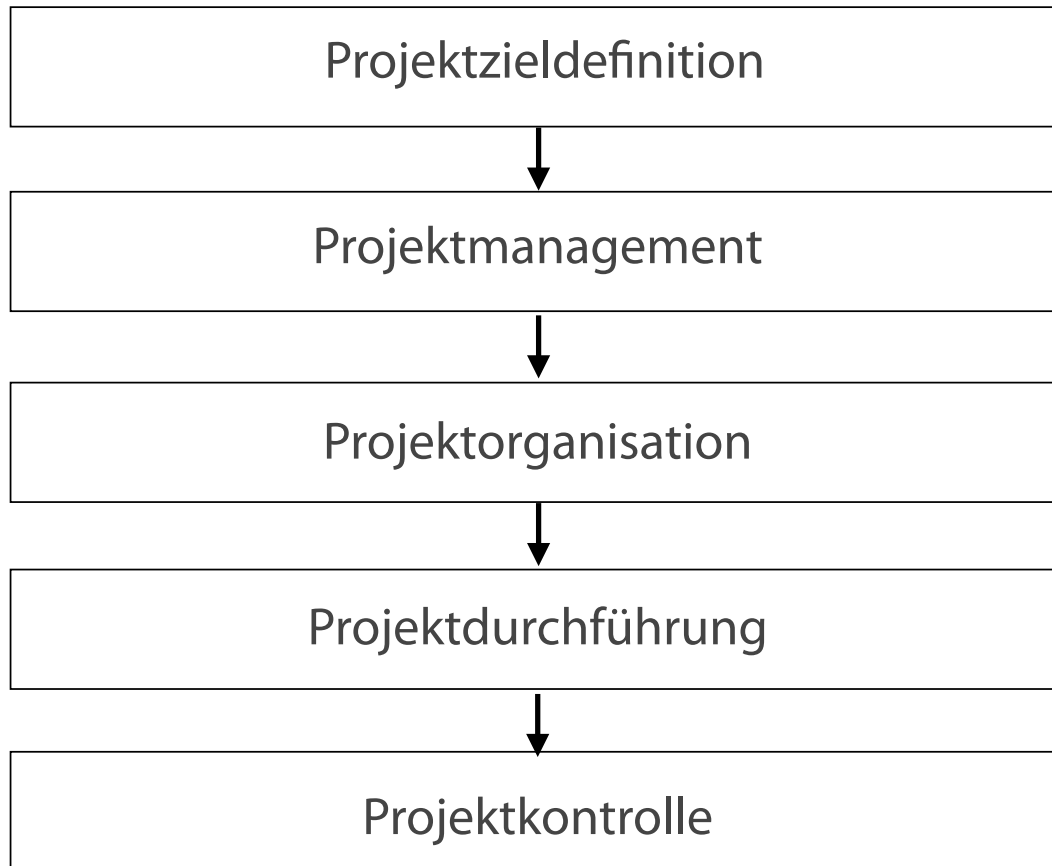 Projektzieldefinition
Projektmanagement
Projektorganisation
Projektdurchführung
Projektkontrolle